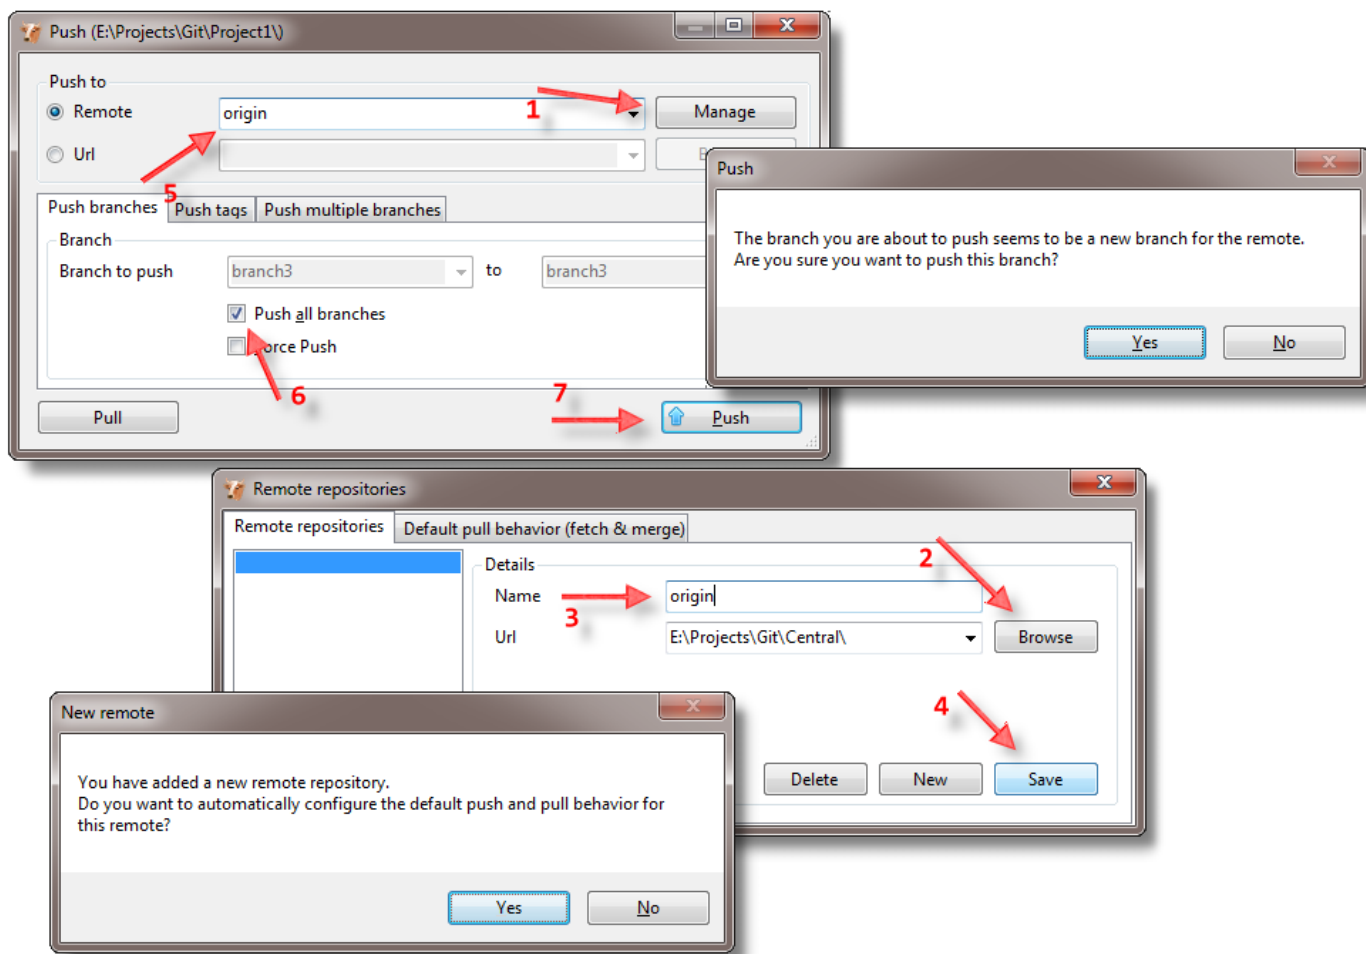 Push (E:\Projects\Git\Project1\)
Push to
Remote
origin
1
Manage
Url
5
Push branches
Push tags
Push multiple branches
Branch
Branch to push
branch3
to
branch3
Push all branches
Force Push
6
7
Pull
Push
Push
The branch you are about to push seems to be a new branch for the remote.
Are you sure you want to push this branch?
Yes
No
Remote repositories
Remote repositories
Default pull behavior (fetch & merge)
Details
2
Name
3
origin
Url
E:\Projects\Git\Central\
Browse
4
Delete
New
Save
New remote
You have added a new remote repository.
Do you want to automatically configure the default push and pull behavior for
this remote?
Yes
No